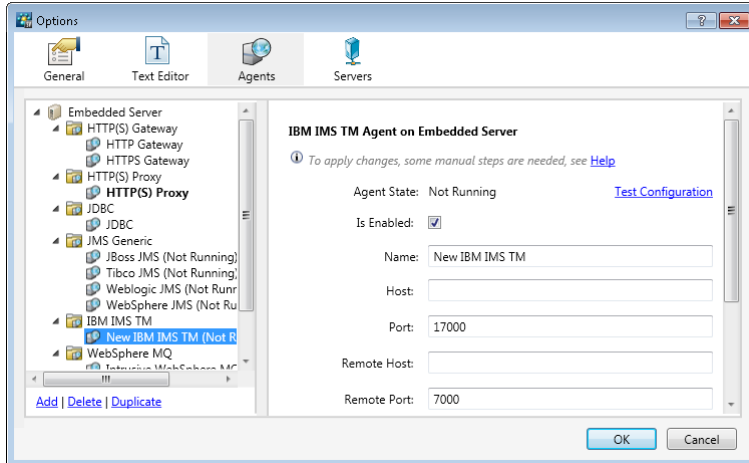 Options
General
Text Editor
Agents
Servers
Embedded Server
HTTP(S) Gateway
HTTP Gateway
HTTPS Gateway
HTTP(S) Proxy
HTTP(S) Proxy
JDBC
JDBC
JMS Generic
JBoss JMS (Not Running)
Tibco JMS (Not Running)
Weblogic JMS (Not Runr
WebSphere JMS (Not Ru
IBM IMS TM
New IBM IMS TM (Not R
WebSphere MQ
Intrusive WebSphere MQ
Add | Delete | Duplicate
IBM IMS TM Agent on Embedded Server
To apply changes, some manual steps are needed, see Help
Agent State: Not Running Test Configuration
Is Enabled:
Name: New IBM IMS TM
Host:
Port: 17000
Remote Host:
Remote Port: 7000
OK
Cancel